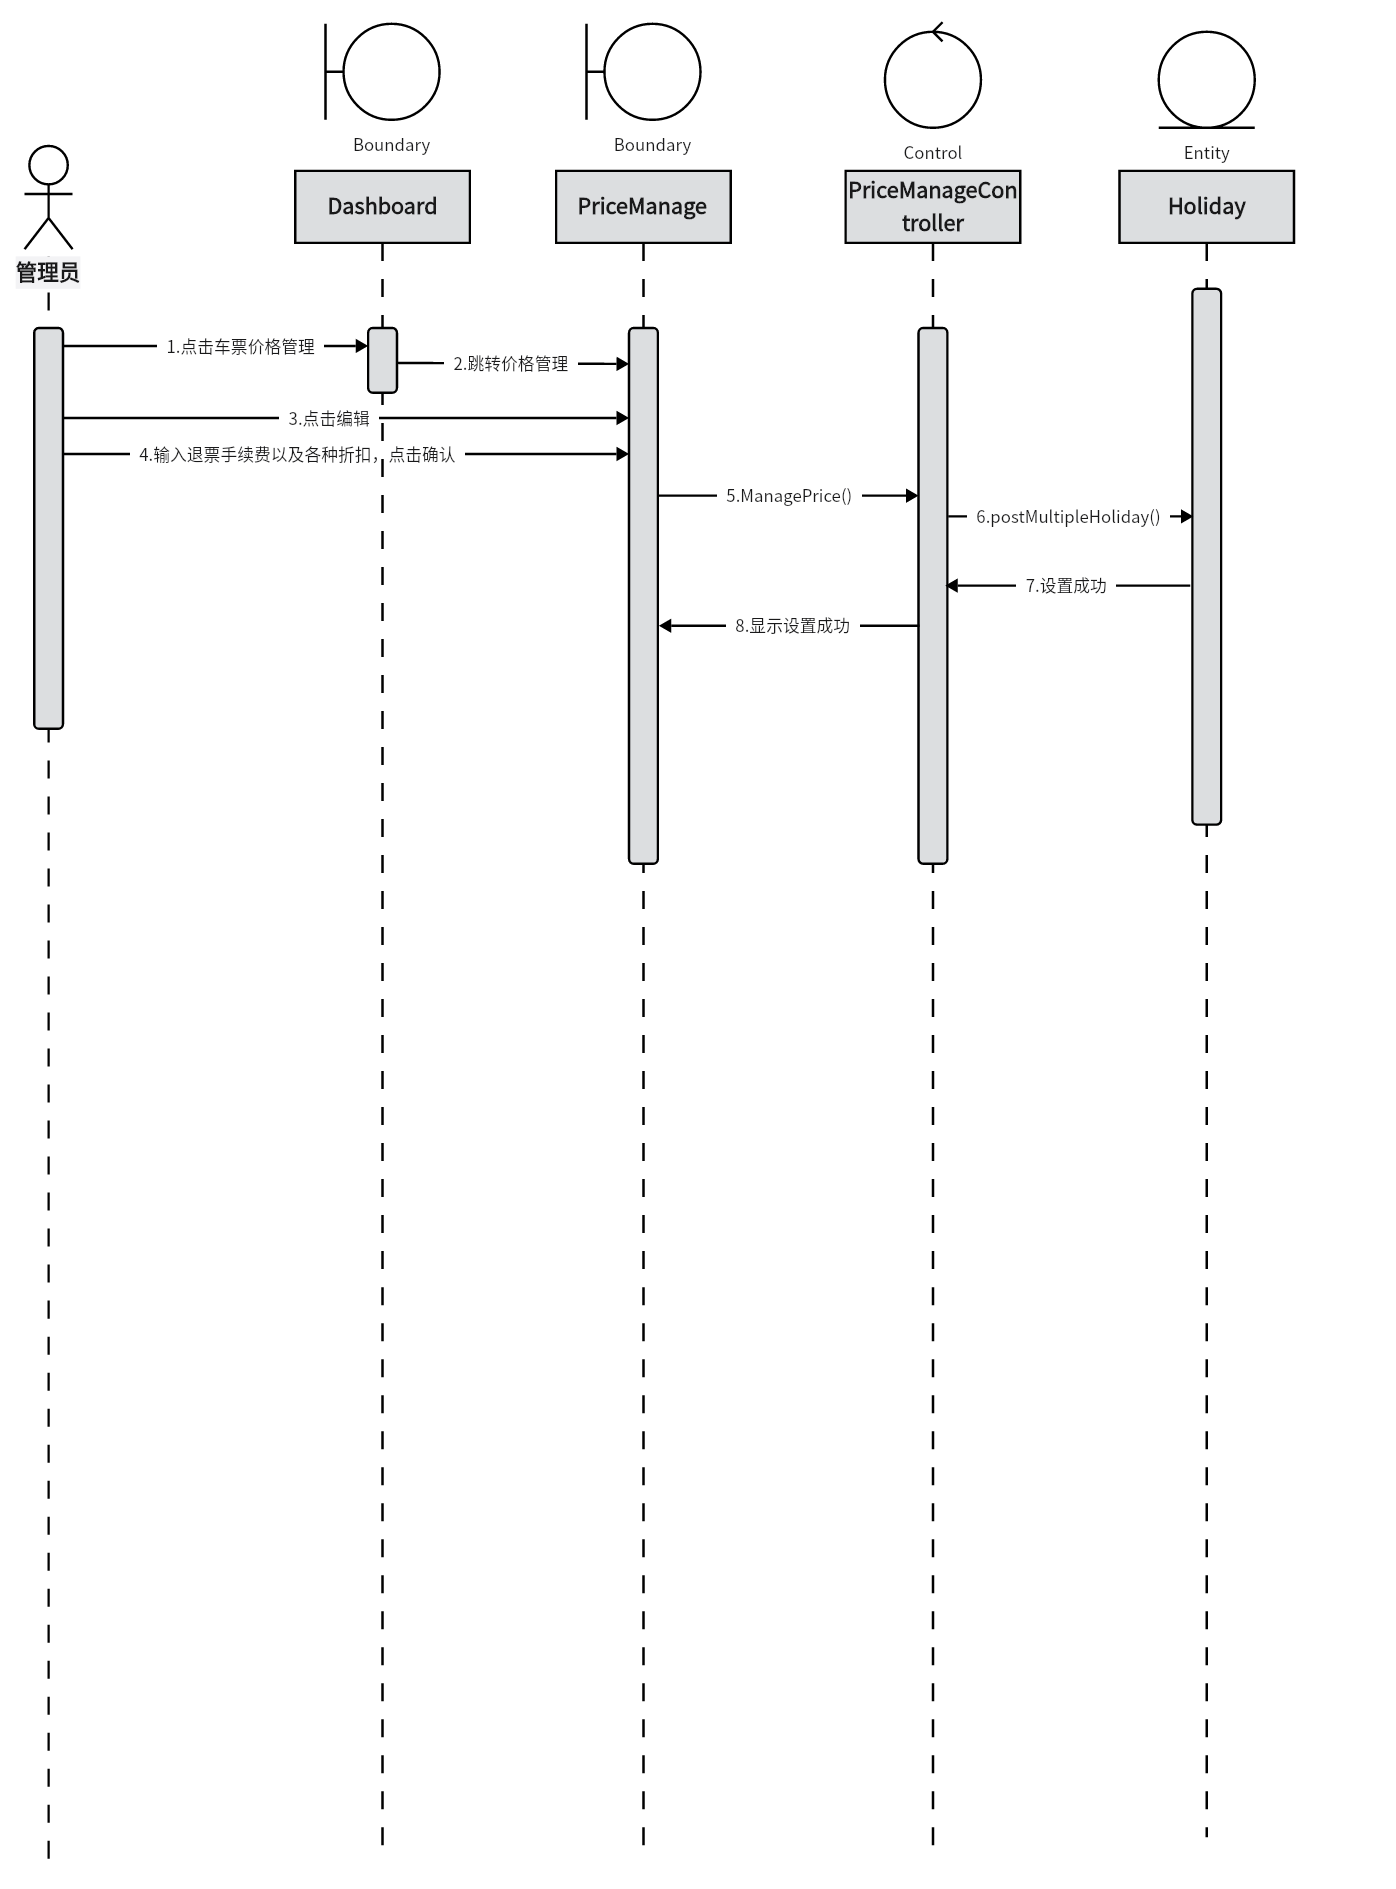 Boundary
Boundary
Control
Entity
Dashboard
PriceManage
PriceManageCon
troller
Holiday
管理员
1.点击车票价格管理
2.跳转价格管理
3.点击编辑
4.输入退票手续费以及各种折扣，点击确认
5.ManagePrice()
6.postMultipleHoliday()
7.设置成功
8.显示设置成功